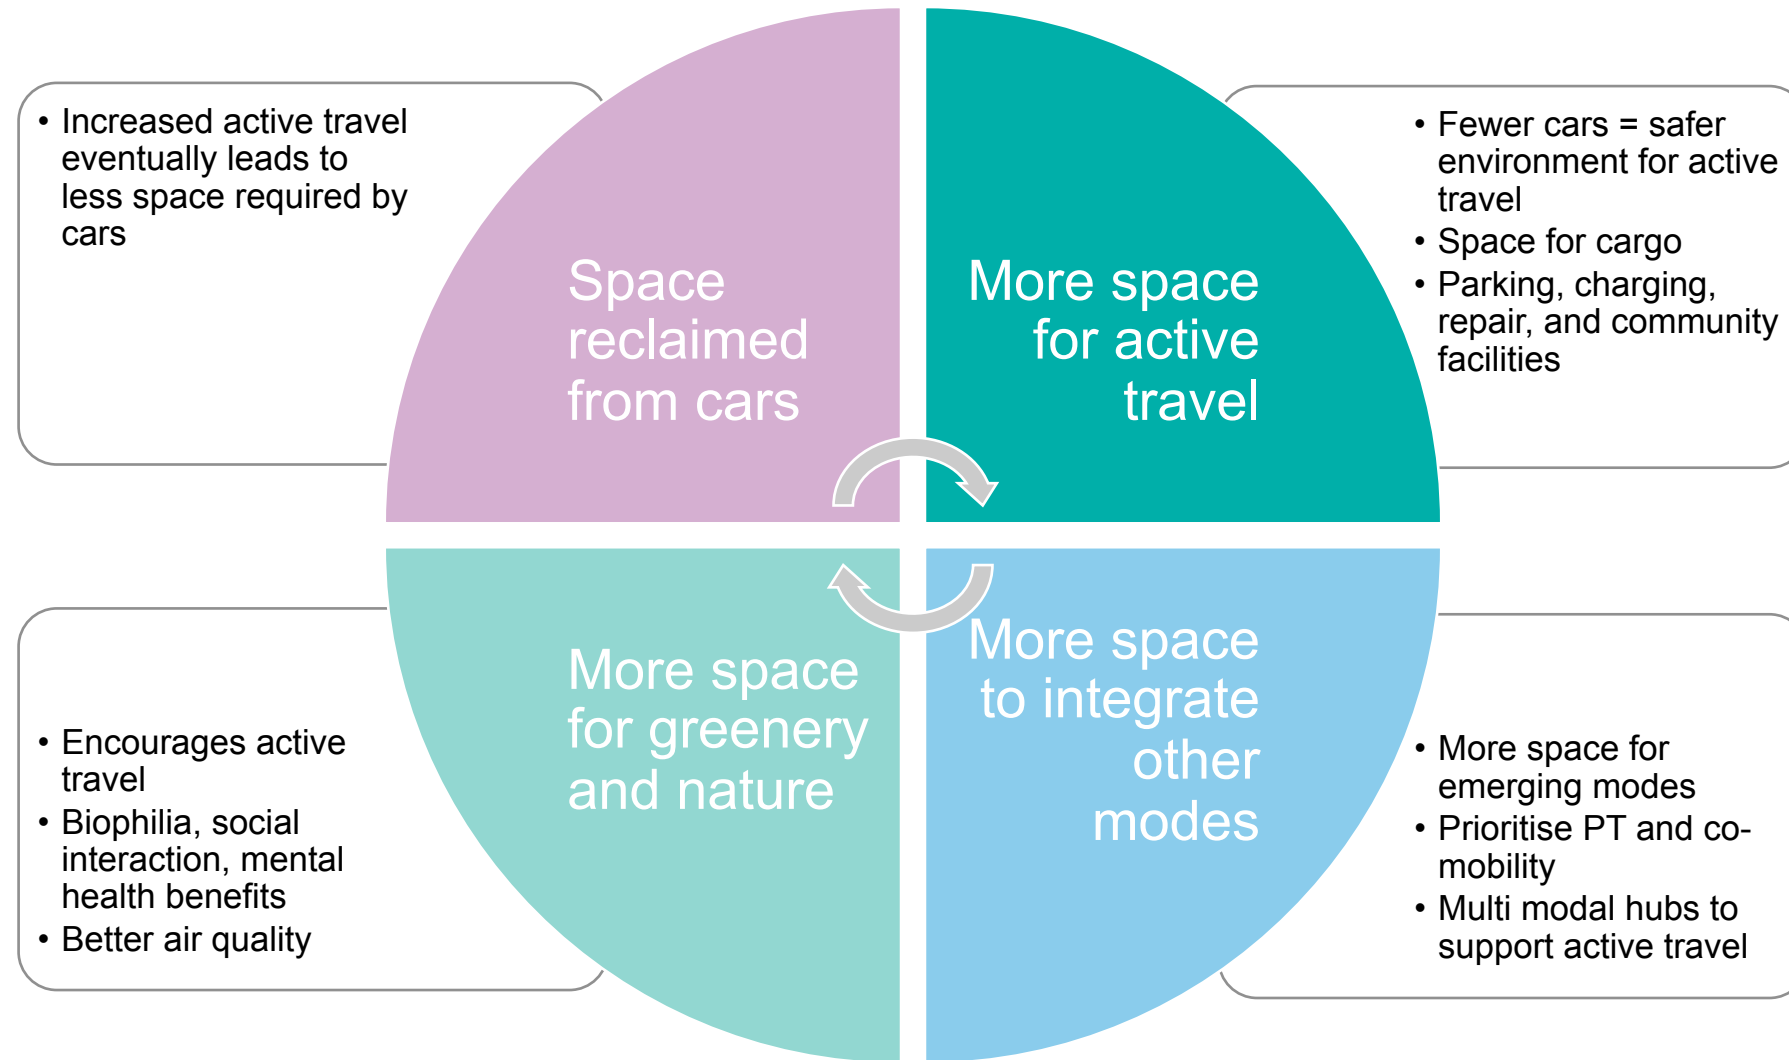 • Increased active travel
eventually leads to
less space required by
cars
Space
reclaimed
from cars
More space
for active
travel
• Fewer cars = safer
environment for active
travel
• Space for cargo
• Parking, charging,
repair, and community
facilities
• Encourages active
travel
• Biophilia, social
interaction, mental
health benefits
• Better air quality
More space
for greenery
and nature
More space
to integrate
other
modes
• More space for
emerging modes
• Prioritise PT and co-
mobility
• Multi modal hubs to
support active travel